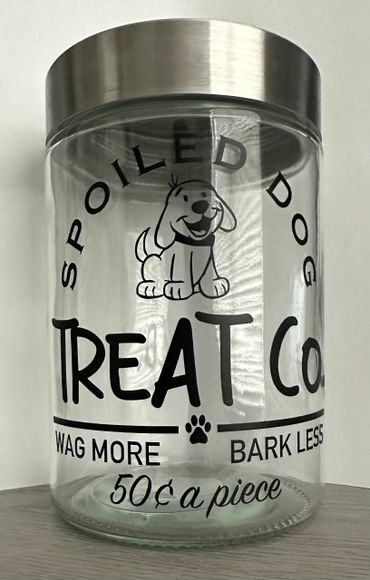 SPOILED DOG
TREAT Co.
WAG MORE BARK LESS
50¢ a piece